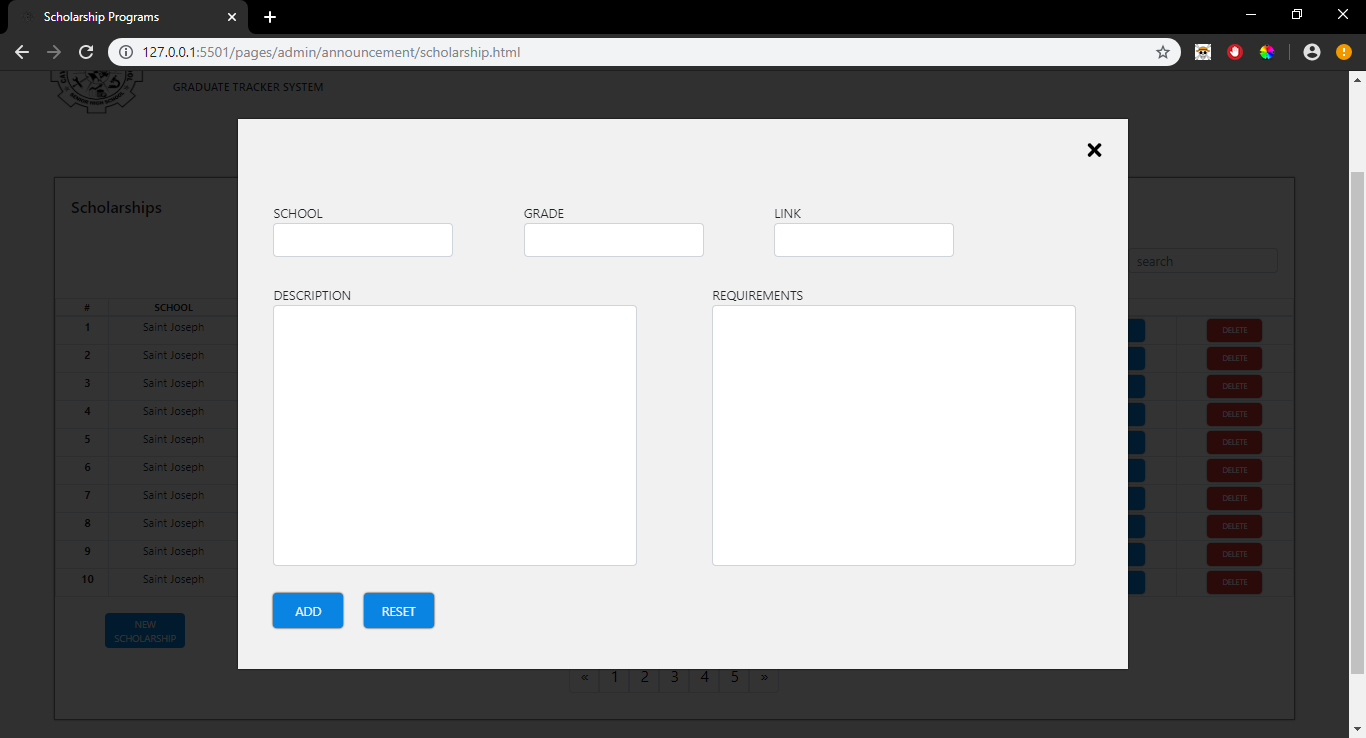 Scholarship Programs
127.0.0.1:5501/pages/admin/announcement/scholarship.html
GRADUATE TRACKER SYSTEM
Scholarships
SCHOOL GRADE LINK
search
DESCRIPTION REQUIREMENTS
# SCHOOL
1 Saint Joseph DELETE
2 Saint Joseph DELETE
3 Saint Joseph DELETE
4 Saint Joseph DELETE
5 Saint Joseph DELETE
6 Saint Joseph DELETE
7 Saint Joseph DELETE
8 Saint Joseph DELETE
9 Saint Joseph DELETE
10 Saint Joseph DELETE
ADD RESET
NEW
SCHOLARSHIP
« 1 2 3 4 5 »